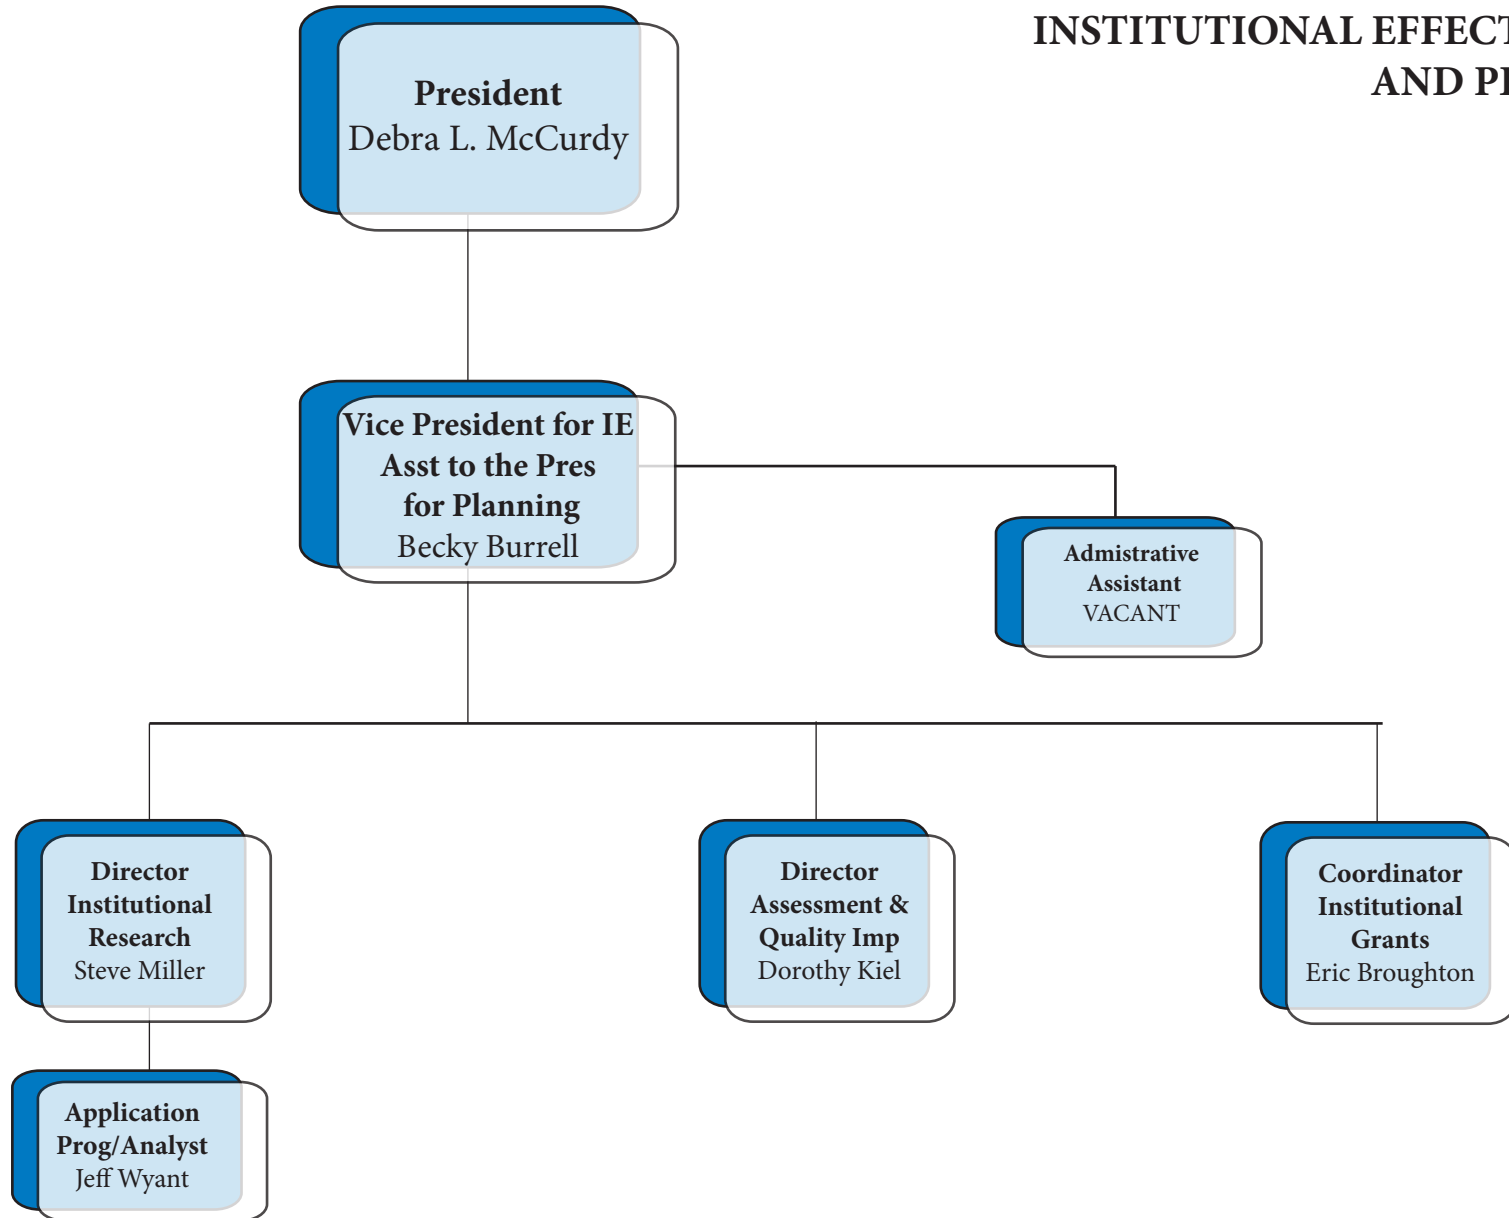 INSTITUTIONAL EFFECT
AND
President
Debra L. McCurdy
Vice President for IE
Asst to the Pres
for Planning
Becky Burrell
Admistrative
Assistant
VACANT
Director
Institutional
Research
Steve Miller
Director
Assessment &
Quality Imp
Dorothy Kiel
Coordinator
Institutional
Grants
Eric Broughton
Application
Prog/Analyst
Jeff Wyant